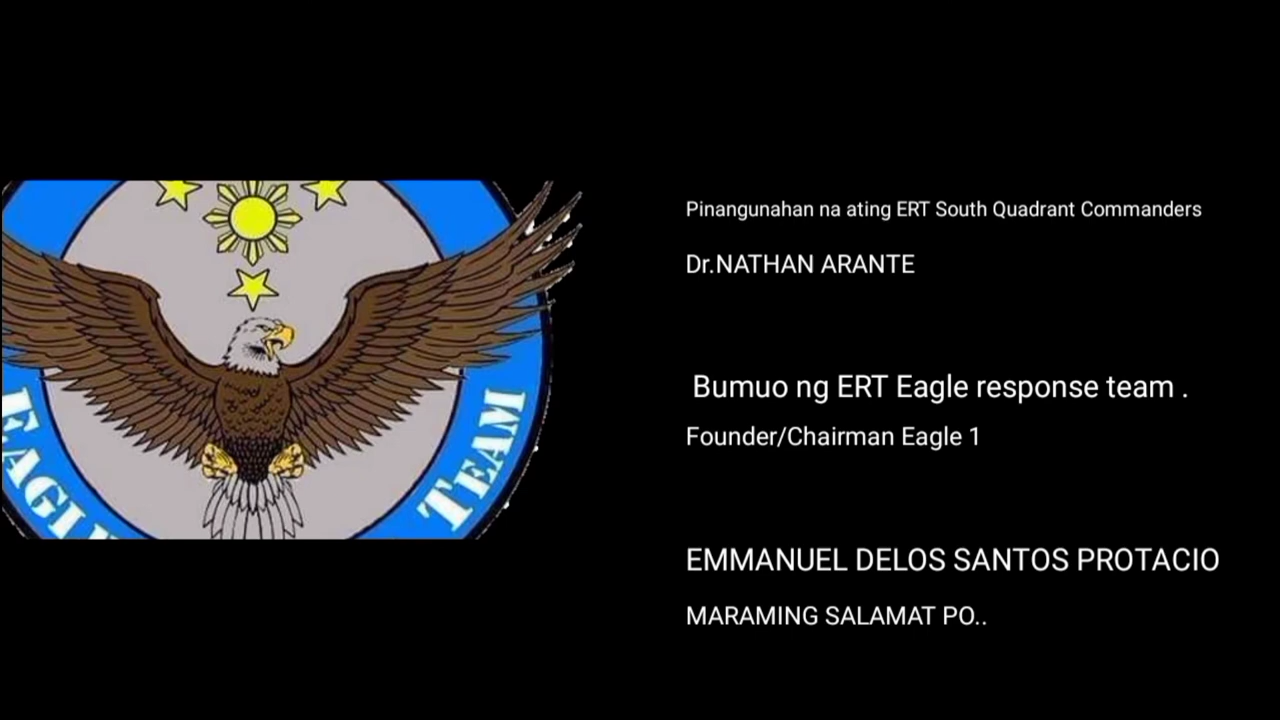 EAGLE
TEAM
Pinangunahan na ating ERT South Quadrant Commanders
Dr.NATHAN ARANTE
Bumuo ng ERT Eagle response team .
Founder/Chairman Eagle 1
EMMANUEL DELOS SANTOS PROTACIO
MARAMING SALAMAT PO..